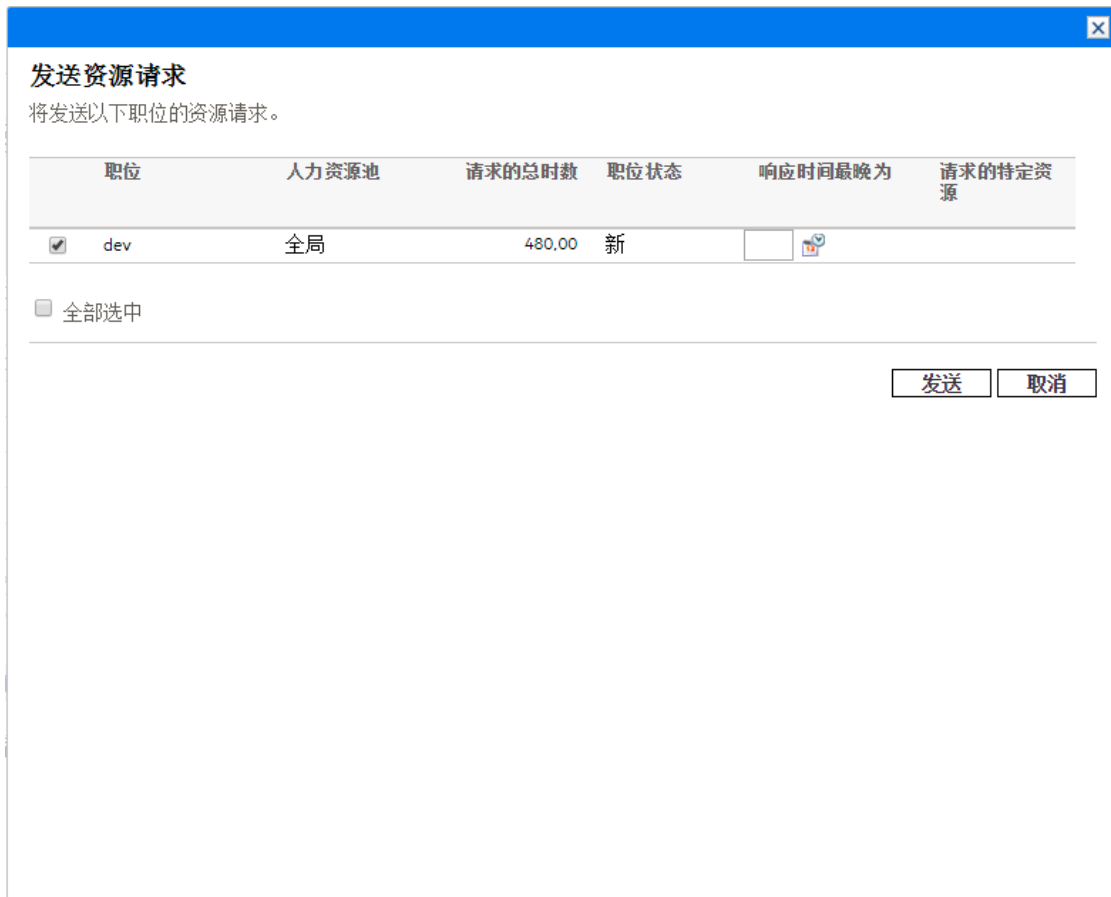 发送资源请求
将发送以下职位的资源请求。
职位 人力资源池 请求的总时数 职位状态 响应时间最晚为 请求的特定资
源
dev 全局 480,00 新
全部选中
发送 取消